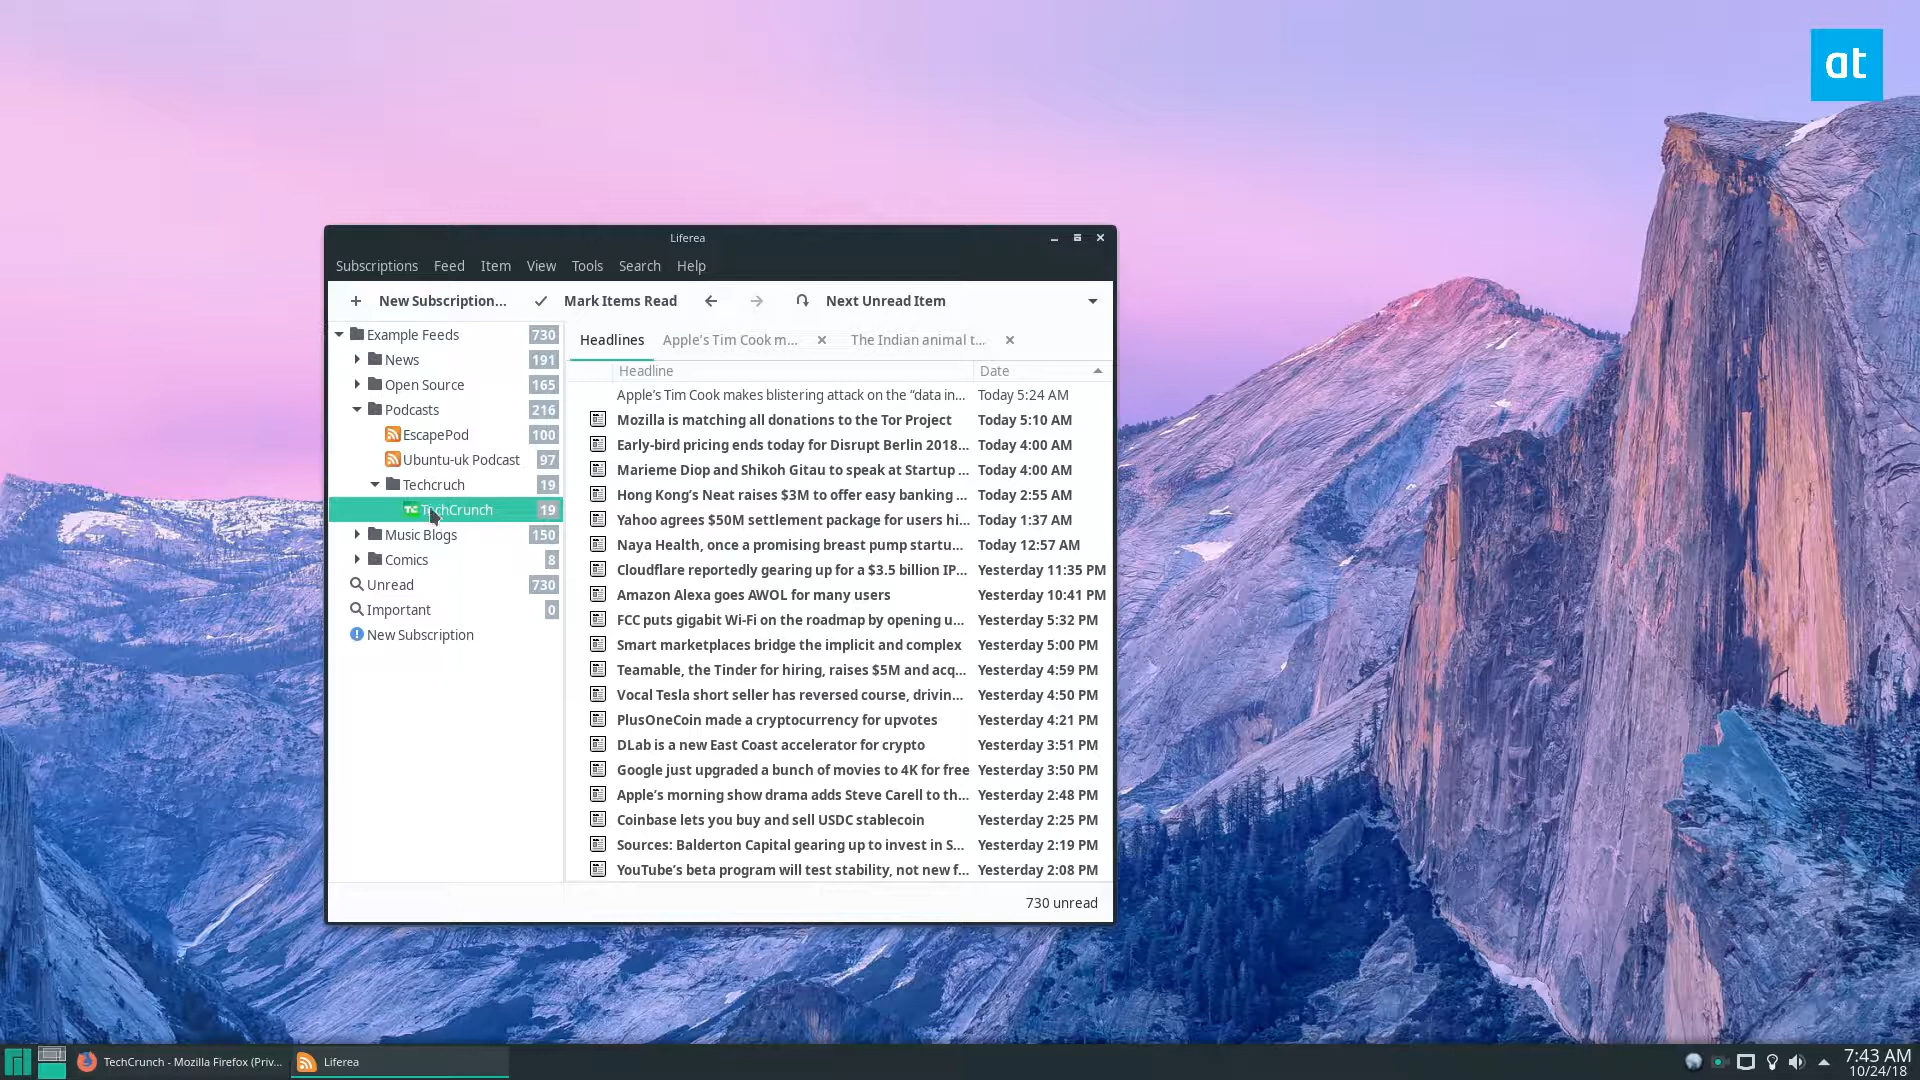 at
Liferea
Subscriptions Feed Item View Tools Search Help
New Subscription... Mark Items Read Next Unread Item
Example Feeds 730
News 191
Open Source 165
Podcasts 216
EscapePod 100
Ubuntu-uk Podcast 97
Techcruch 19
TechCrunch 19
Music Blogs 150
Comics 8
Unread 730
Important 0
New Subscription
Headlines Apple's Tim Cook m... The Indian animal t...
Headline Date
Apple’s Tim Cook makes blistering attack on the “data in... Today 5:24 AM
Mozilla is matching all donations to the Tor Project Today 5:10 AM
Early-bird pricing ends today for Disrupt Berlin 2018... Today 4:00 AM
Marieme Diop and Shikoh Gitau to speak at Startup ... Today 4:00 AM
Hong Kong’s Neat raises $3M to offer easy banking ... Today 2:55 AM
Yahoo agrees $50M settlement package for users hi... Today 1:37 AM
Naya Health, once a promising breast pump startu... Today 12:57 AM
Cloudflare reportedly gearing up for a $3.5 billion IP... Yesterday 11:35 PM
Amazon Alexa goes AWOL for many users Yesterday 10:41 PM
FCC puts gigabit Wi-Fi on the roadmap by opening u... Yesterday 5:32 PM
Smart marketplaces bridge the implicit and complex Yesterday 5:00 PM
Teamable, the Tinder for hiring, raises $5M and acq... Yesterday 4:59 PM
Vocal Tesla short seller has reversed course, drivin... Yesterday 4:50 PM
PlusOneCoin made a cryptocurrency for upvotes Yesterday 4:21 PM
DLab is a new East Coast accelerator for crypto Yesterday 3:51 PM
Google just upgraded a bunch of movies to 4K for free Yesterday 3:50 PM
Apple’s morning show drama adds Steve Carell to th... Yesterday 2:48 PM
Coinbase lets you buy and sell USDC stablecoin Yesterday 2:25 PM
Sources: Balderton Capital gearing up to invest in S... Yesterday 2:19 PM
YouTube’s beta program will test stability, not new f... Yesterday 2:08 PM
730 unread
TechCrunch - Mozilla Firefox (Priv... Liferea
7:43 AM
10/24/18